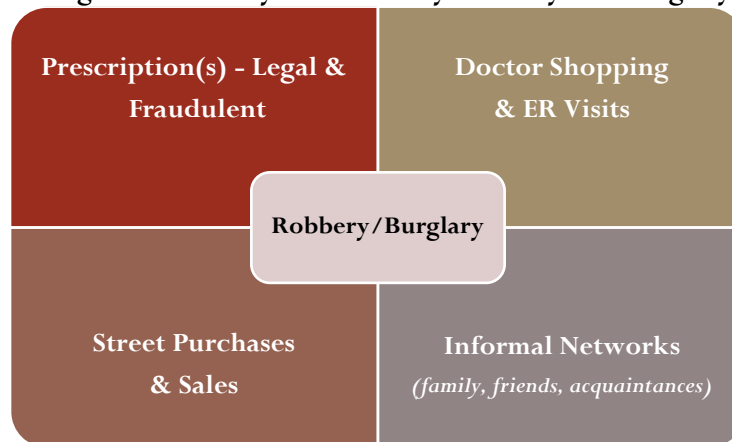 Prescription(s) - Legal &
Fraudulent
Doctor Shopping
& ER Visits
Robbery/Burglary
Street Purchases
& Sales
Informal Networks
(family, friends, acquaintances)